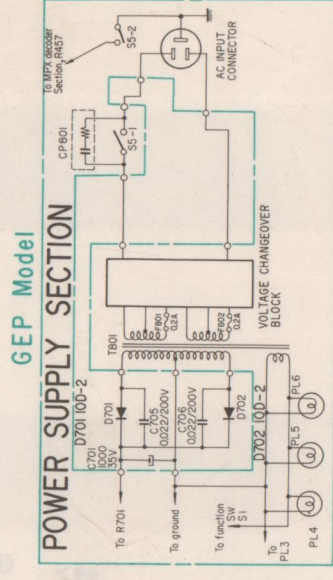 GEP Model
POWER SUPPLY SECTION
To MPX decoder
Section, R457
S5-2
AC INPUT
CONNECTOR
CP801
S5-1
VOLTAGE CHANGEOVER
BLOCK
T801
F801
0.2A
F802
0.2A
D701 10D-2
C701
1000
35V
D701
C705
0.022/200V
C706
0.022/200V
D702
D702 10D-2
To R701
To ground
To function
SW
S1
To
PL3
PL4
PL5
PL6